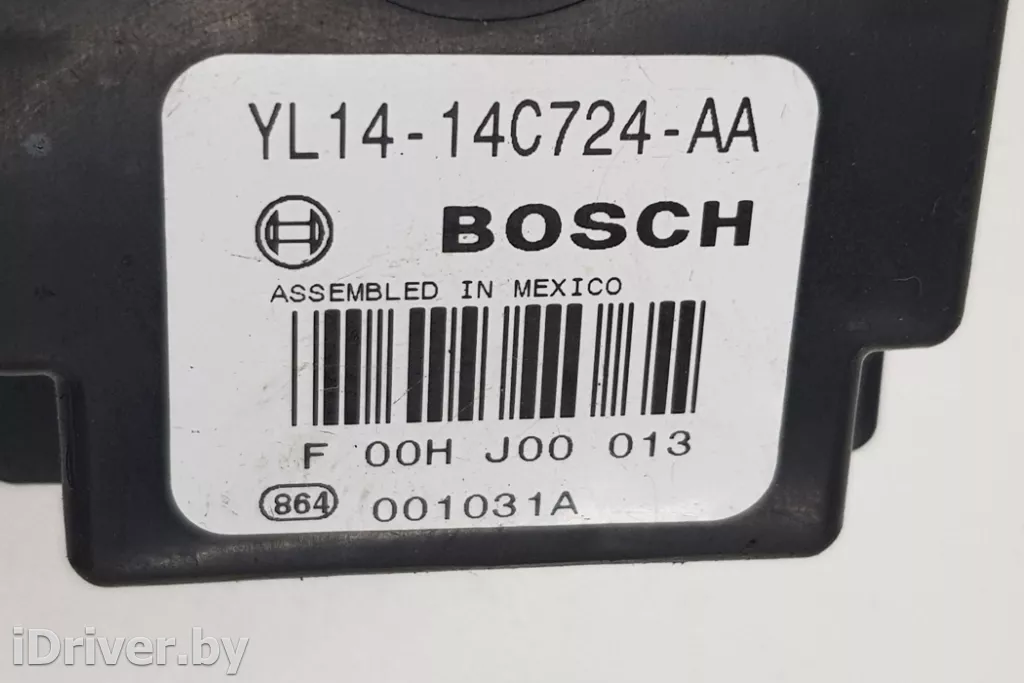 YL14-14C724-AA
BOSCH
ASSEMBLED IN MEXICO
F 00H J00 013
864 001031A
iDriver.by